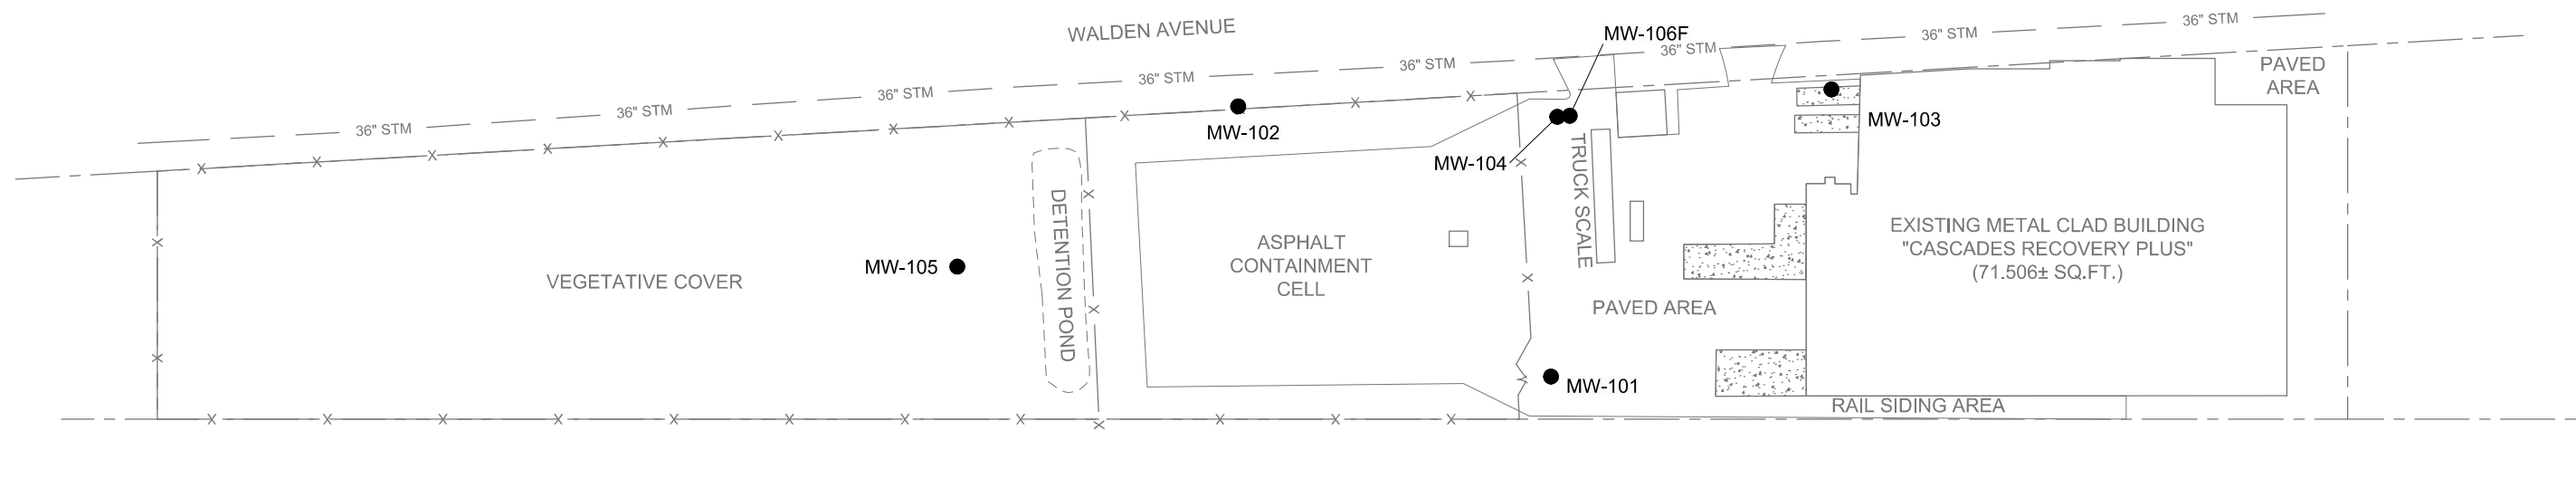 WALDEN AVENUE
36" STM
36" STM
36" STM
36" STM
36" STM
36" STM
36" STM
36" STM
MW-106F
MW-102
MW-104
MW-103
PAVED
AREA
TRUCK SCALE
DETENTION POND
MW-105
VEGETATIVE COVER
ASPHALT
CONTAINMENT
CELL
EXISTING METAL CLAD BUILDING
"CASCADES RECOVERY PLUS"
(71.506± SQ.FT.)
PAVED AREA
MW-101
RAIL SIDING AREA